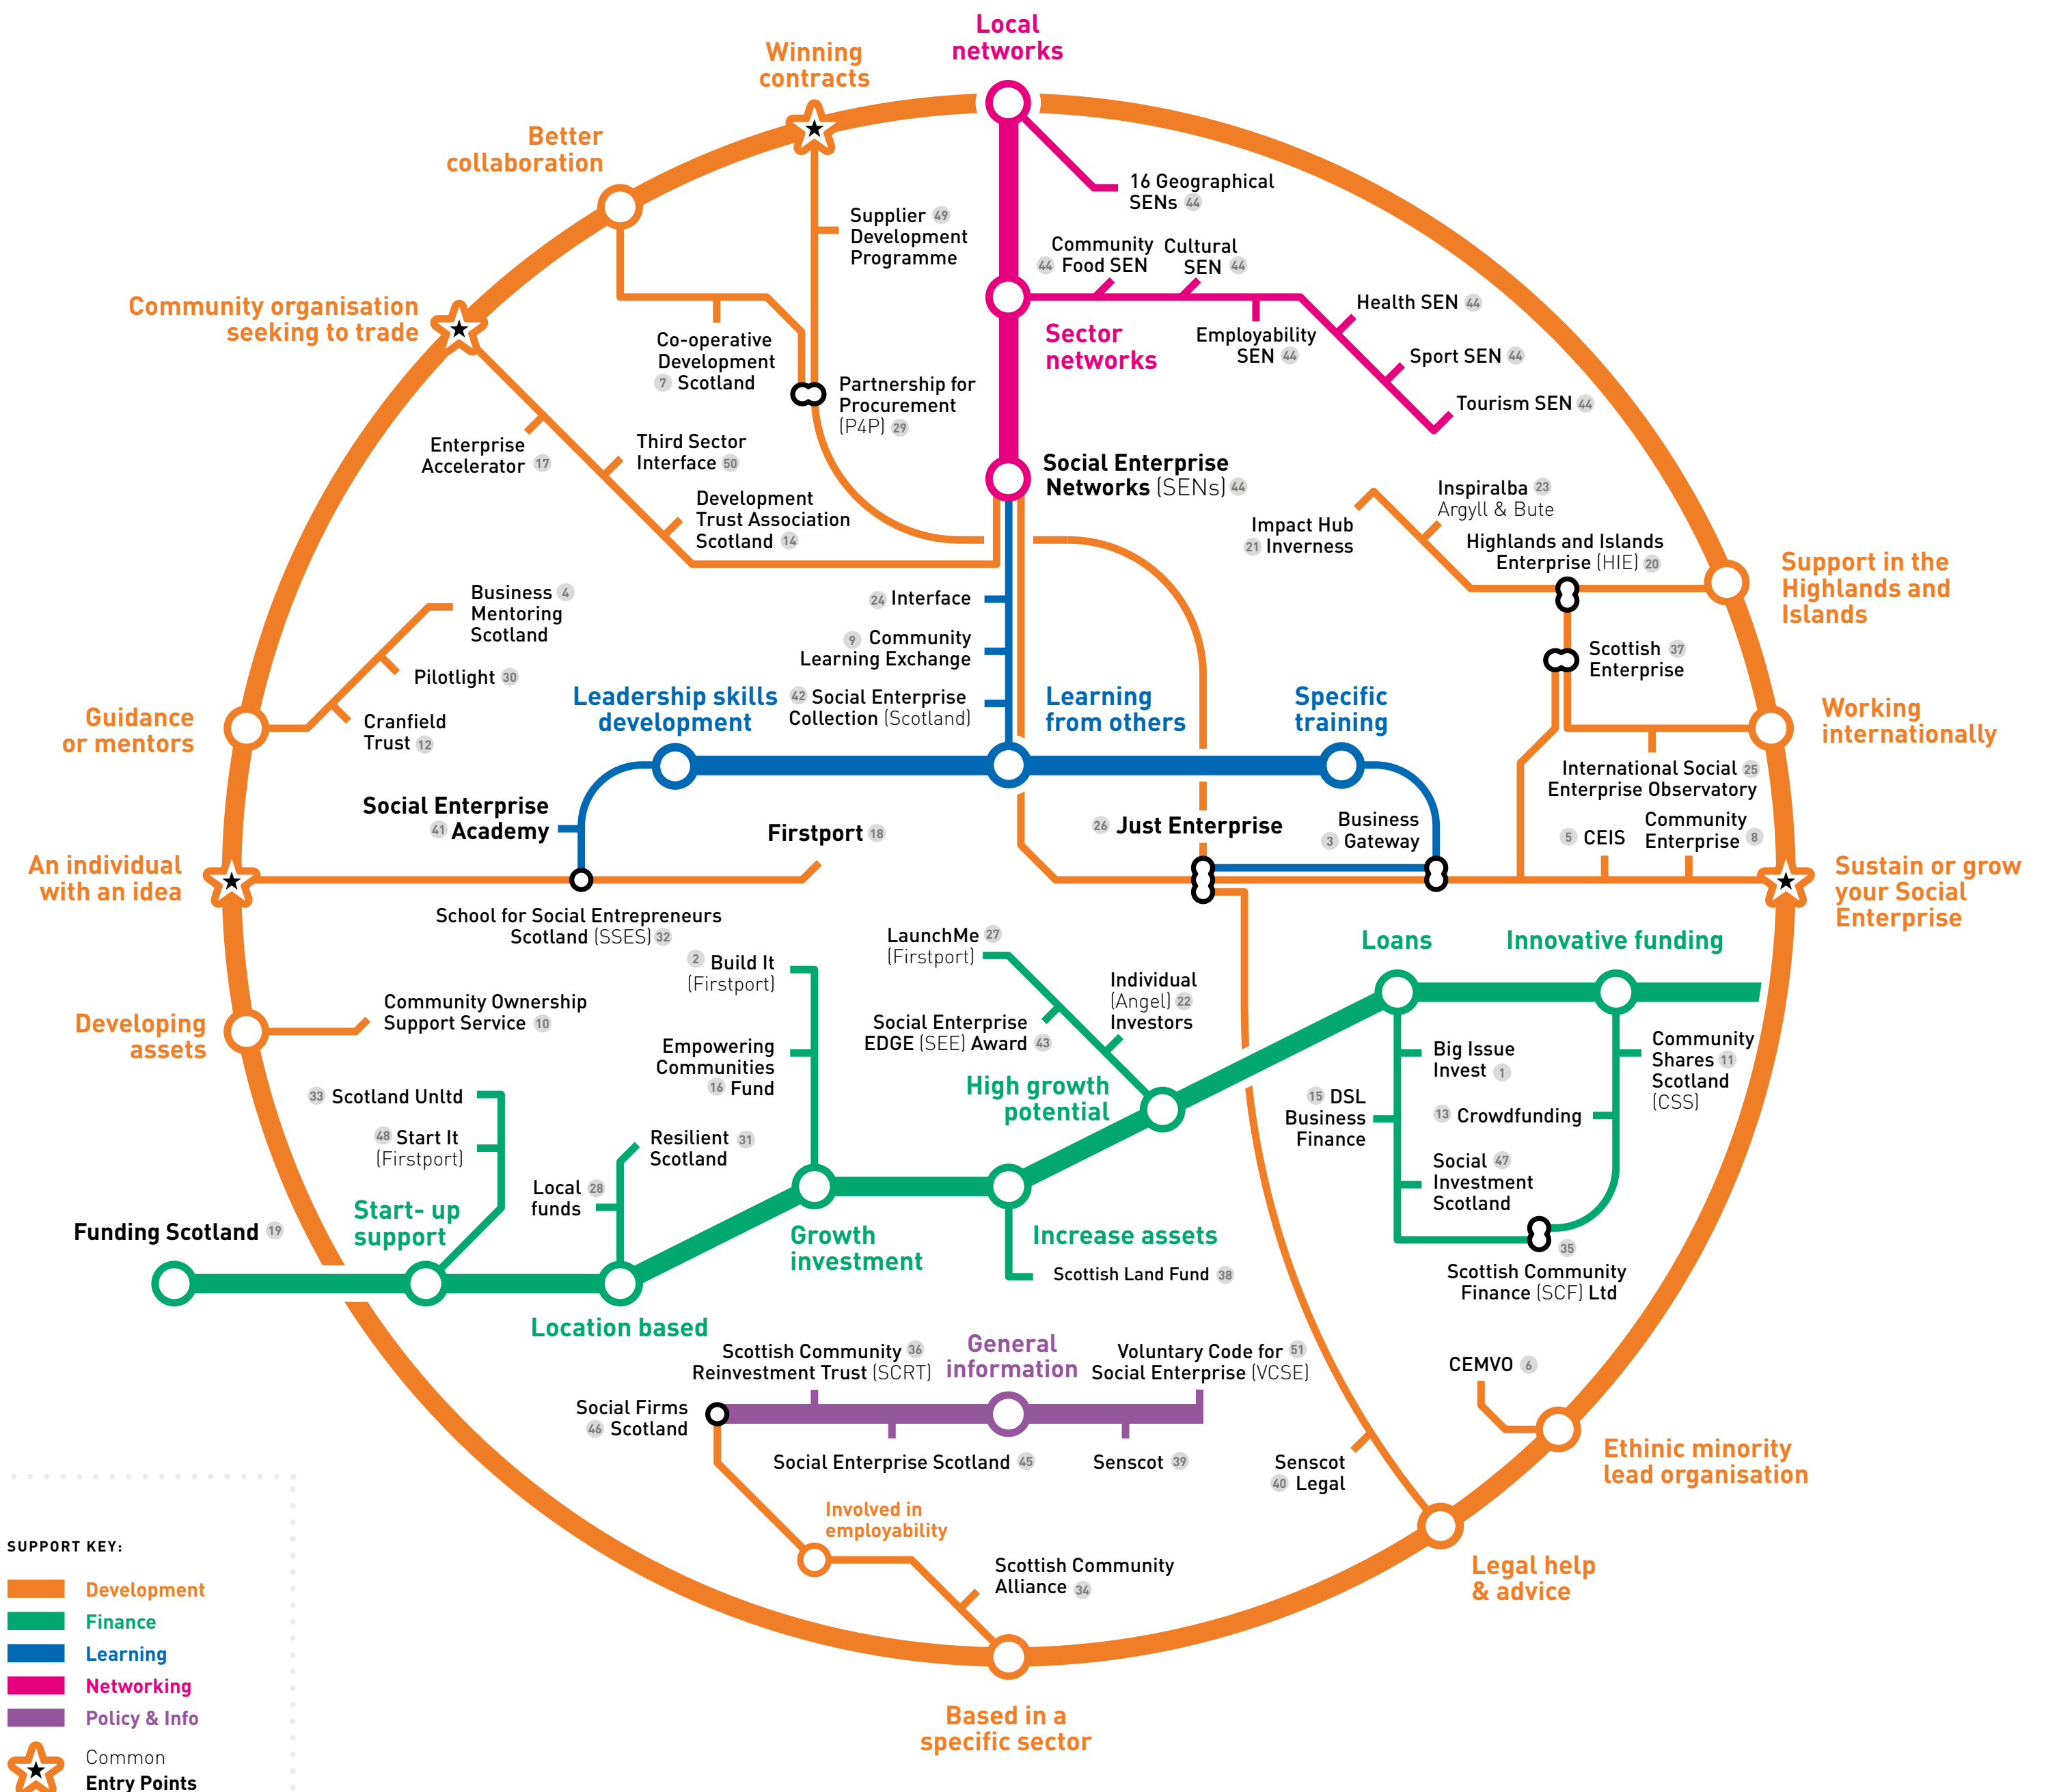 Local
networks
Winning
contracts
Better
collaboration
16 Geographical
SENs 44
Supplier 49
Development
Programme
Community
44 Food SEN
Cultural
SEN 44
Health SEN 44
Community organisation
seeking to trade
Sector
networks
Employability
SEN 44
Sport SEN 44
Co-operative
Development
7 Scotland
Partnership for
Procurement
(P4P) 29
Tourism SEN 44
Enterprise
Accelerator 17
Third Sector
Interface 50
Social Enterprise
Networks (SENs) 44
Development
Trust Association
Scotland 14
Inspiralba 23
Argyll & Bute
Impact Hub
21 Inverness
Highlands and Islands
Enterprise (HIE) 20
Support in the
Highlands and
Islands
Business 4
Mentoring
Scotland
24 Interface
9 Community
Learning Exchange
Scottish 37
Enterprise
Pilotlight 30
Leadership skills
development
42 Social Enterprise
Collection (Scotland)
Learning
from others
Specific
training
Guidance
or mentors
Cranfield
Trust 12
Working
internationally
International Social 25
Enterprise Observatory
Social Enterprise
41 Academy
Firstport 18
26 Just Enterprise
Business
3 Gateway
5 CEIS
Community
Enterprise 8
An individual
with an idea
Sustain or grow
your Social
Enterprise
School for Social Entrepreneurs
Scotland (SSES) 32
LaunchMe 27
(Firstport)
Loans
Innovative funding
2 Build It
(Firstport)
Individual
(Angel) 22
Investors
Developing
assets
Community Ownership
Support Service 10
Social Enterprise
EDGE (SEE) Award 43
Empowering
Communities
16 Fund
Big Issue
Invest 1
Community
Shares 11
Scotland
(CSS)
High growth
potential
33 Scotland Unltd
15 DSL
Business
Finance
13 Crowdfunding
48 Start It
(Firstport)
Resilient 31
Scotland
Social 47
Investment
Scotland
Local 28
funds
Start- up
support
Funding Scotland 19
Growth
investment
Increase assets
35
Scottish Community
Finance (SCF) Ltd
Scottish Land Fund 38
Location based
Scottish Community 36
Reinvestment Trust (SCRT)
General
information
Voluntary Code for 51
Social Enterprise (VCSE)
CEMVO 6
Social Firms
46 Scotland
Social Enterprise Scotland 45
Senscot 39
Senscot
40 Legal
Ethinic minority
lead organisation
Involved in
employability
Scottish Community
Alliance 34
Legal help
& advice
Based in a
specific sector
SUPPORT KEY:
Development
Finance
Learning
Networking
Policy & Info
Common
Entry Points